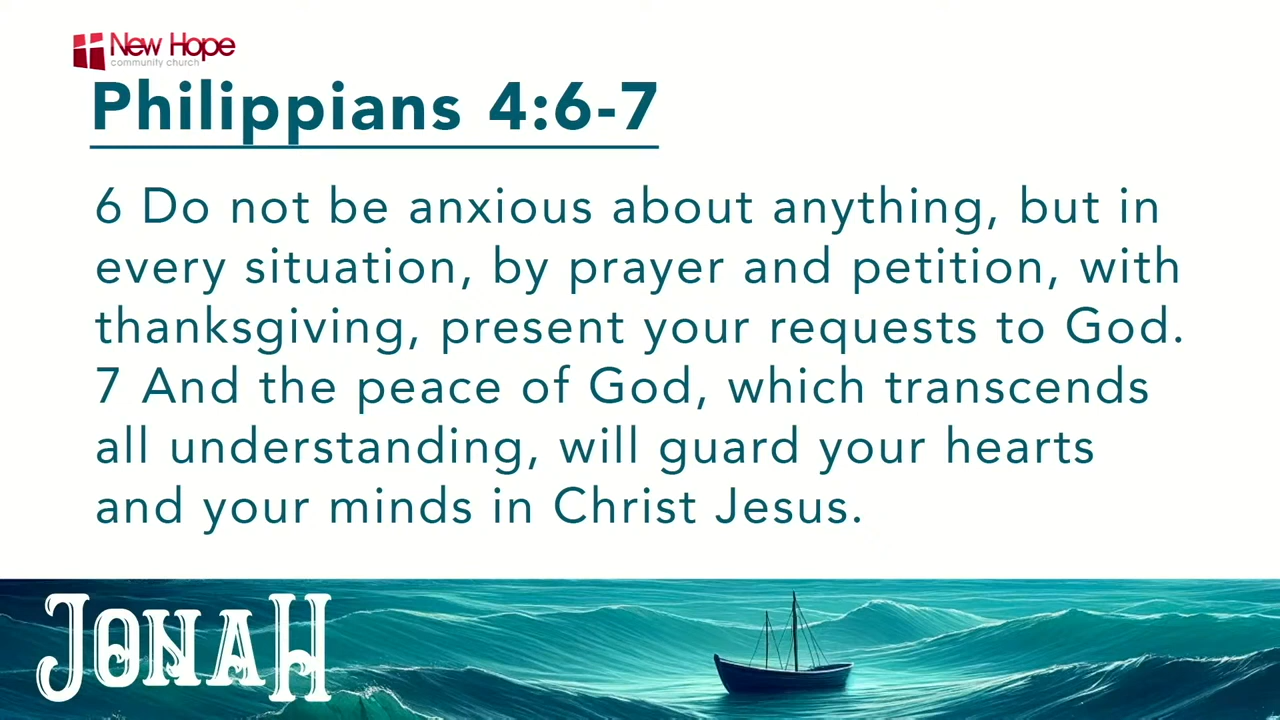 New Hope
community church
Philippians 4:6-7
6 Do not be anxious about anything, but in
every situation, by prayer and petition, with
thanksgiving, present your requests to God.
7 And the peace of God, which transcends
all understanding, will guard your hearts
and your minds in Christ Jesus.
JONAH